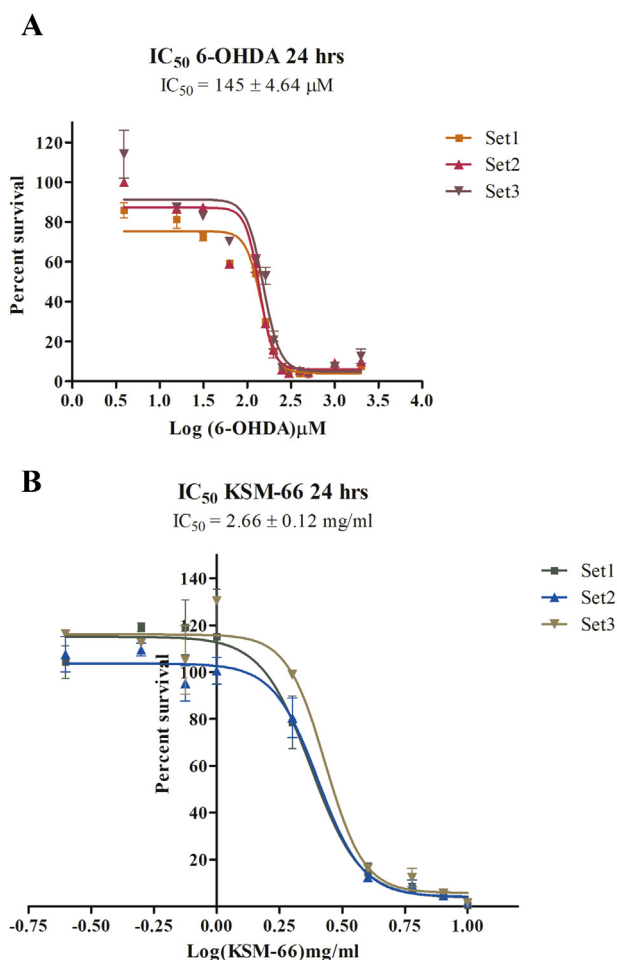 A
IC50 6-OHDA 24 hrs
IC50 = 145 ± 4.64 μM
Percent survival
120
100
80
60
40
20
0
0.0 0.5 1.0 1.5 2.0 2.5 3.0 3.5 4.0
Log (6-OHDA)μM
Set1
Set2
Set3
B
IC50 KSM-66 24 hrs
IC50 = 2.66 ± 0.12 mg/ml
Percent survival
140
120
100
80
60
40
20
-0.75 -0.50 -0.25 0.00 0.25 0.50 0.75 1.00
Log(KSM-66)mg/ml
Set1
Set2
Set3